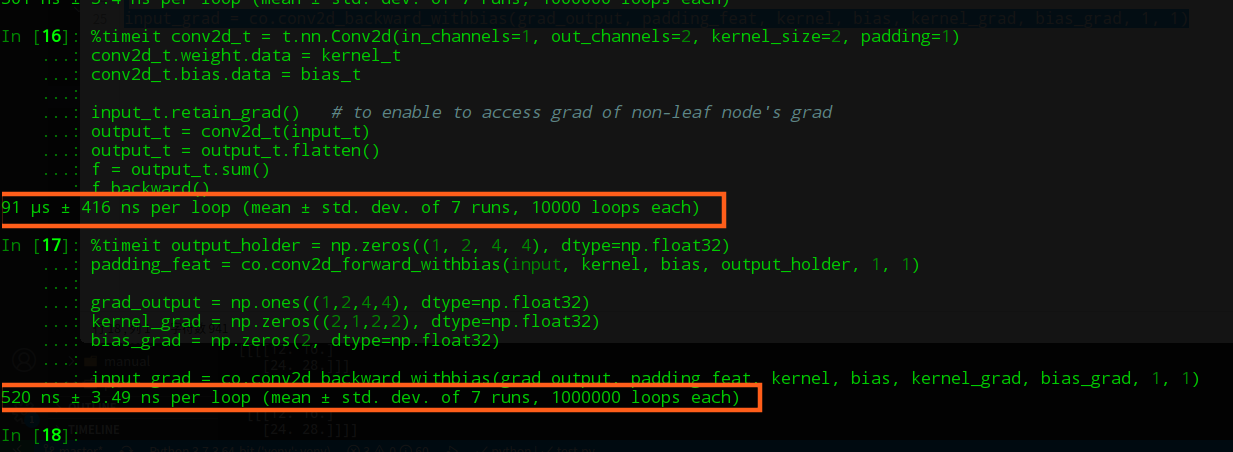 301 ns ± 3.4 ns per loop (mean ± std. dev. of 7 runs, 1000000 loops each)
input_grad = co.conv2d_backward_withbias(grad_output, padding_feat, kernel, bias, kernel_grad, bias_grad, 1, 1)
In [16]: %timeit conv2d_t = t.nn.Conv2d(in_channels=1, out_channels=2, kernel_size=2, padding=1)
...: conv2d_t.weight.data = kernel_t
...: conv2d_t.bias.data = bias_t
...:
...: input_t.retain_grad()   # to enable to access grad of non-leaf node's grad
...: output_t = conv2d_t(input_t)
...: output_t = output_t.flatten()
...: f = output_t.sum()
...: f.backward()
91 µs ± 416 ns per loop (mean ± std. dev. of 7 runs, 10000 loops each)
In [17]: %timeit output_holder = np.zeros((1, 2, 4, 4), dtype=np.float32)
...: padding_feat = co.conv2d_forward_withbias(input, kernel, bias, output_holder, 1, 1)
...:
...: grad_output = np.ones((1,2,4,4), dtype=np.float32)
...: kernel_grad = np.zeros((2,1,2,2), dtype=np.float32)
...: bias_grad = np.zeros(2, dtype=np.float32)
...: manual
[24. 28.]]]]
...: input_grad = co.conv2d_backward_withbias(grad_output, padding_feat, kernel, bias, kernel_grad, bias_grad, 1, 1)
520 ns ± 3.49 ns per loop (mean ± std. dev. of 7 runs, 1000000 loops each)
TIMELINE
[24. 28.]]]]
In [18]: